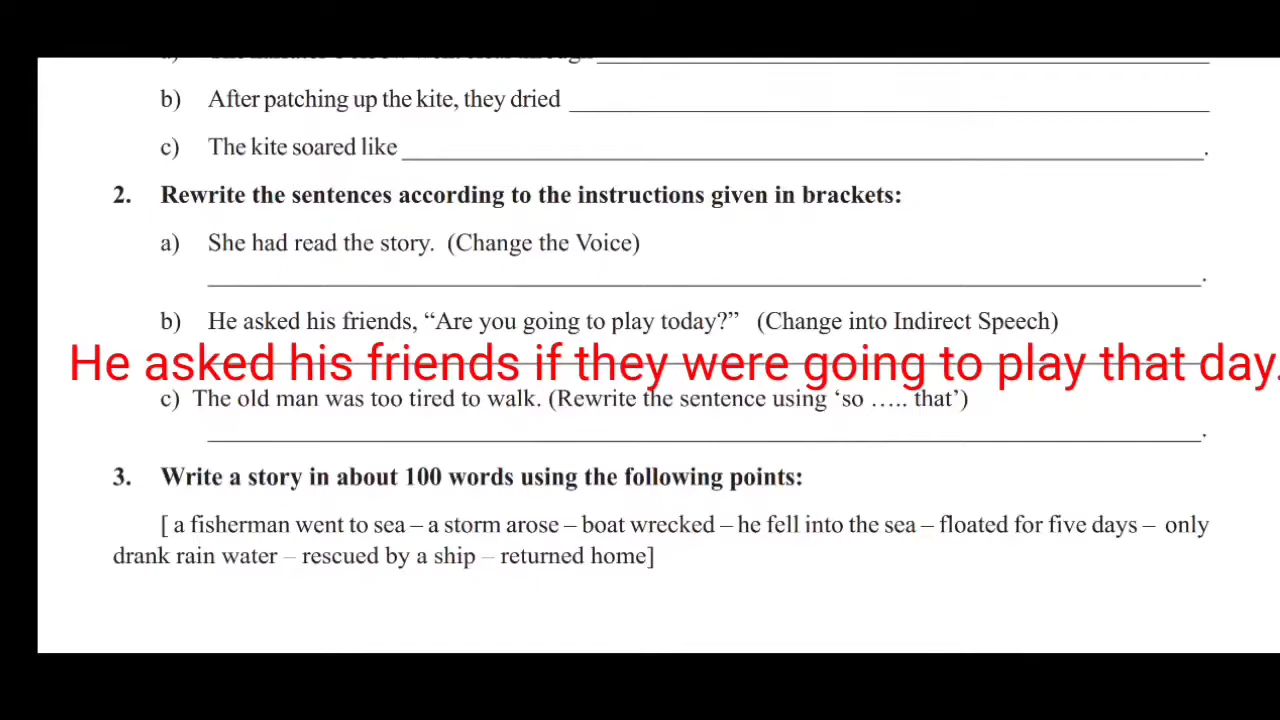 b) After patching up the kite, they dried
c) The kite soared like .
2. Rewrite the sentences according to the instructions given in brackets:
a) She had read the story. (Change the Voice)
.
b) He asked his friends, “Are you going to play today?” (Change into Indirect Speech)
He asked his friends if they were going to play that day.
c) The old man was too tired to walk. (Rewrite the sentence using ‘so ….. that’)
.
3. Write a story in about 100 words using the following points:
[ a fisherman went to sea – a storm arose – boat wrecked – he fell into the sea – floated for five days – only
drank rain water – rescued by a ship – returned home]